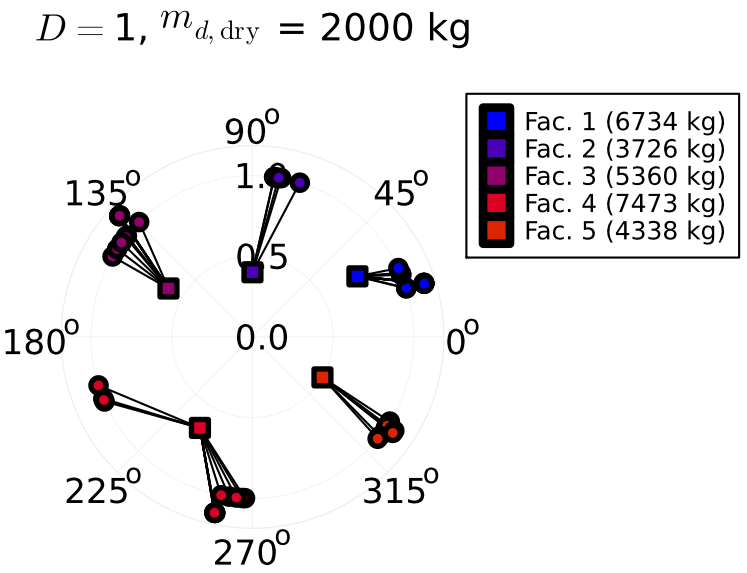 D = 1, m_d,dry = 2000 kg
90°
135°
45°
1.0
0.5
180°
0.0
0°
225°
315°
270°
Fac. 1 (6734 kg)
Fac. 2 (3726 kg)
Fac. 3 (5360 kg)
Fac. 4 (7473 kg)
Fac. 5 (4338 kg)